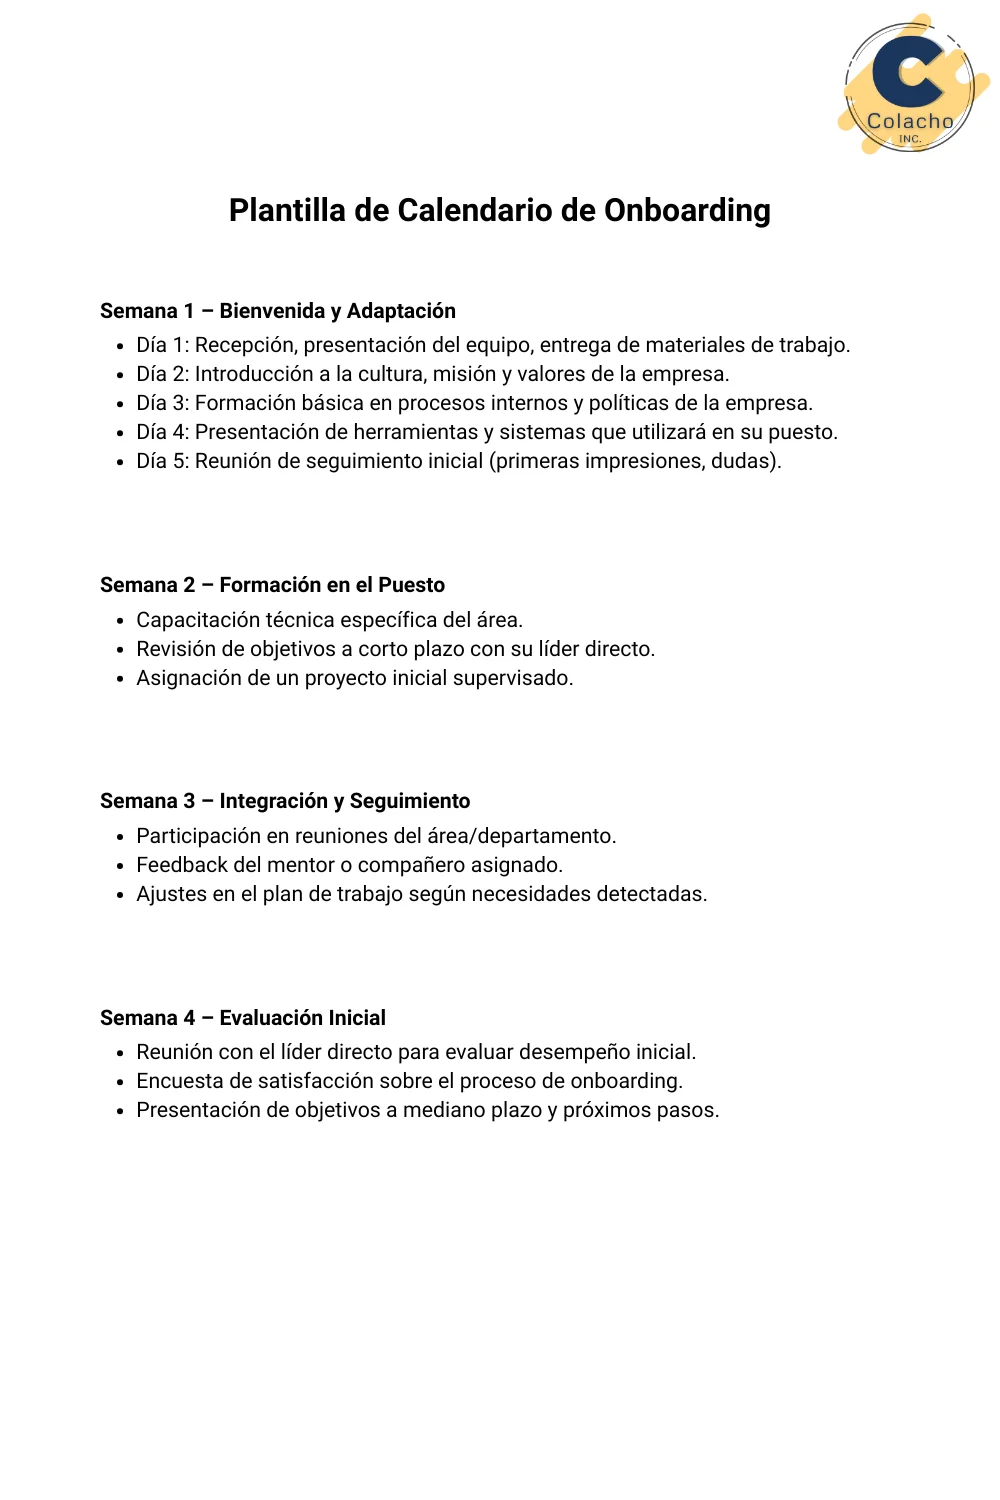 Colacho
INC.
Plantilla de Calendario de Onboarding
Semana 1 – Bienvenida y Adaptación
• Día 1: Recepción, presentación del equipo, entrega de materiales de trabajo.
• Día 2: Introducción a la cultura, misión y valores de la empresa.
• Día 3: Formación básica en procesos internos y políticas de la empresa.
• Día 4: Presentación de herramientas y sistemas que utilizará en su puesto.
• Día 5: Reunión de seguimiento inicial (primeras impresiones, dudas).
Semana 2 – Formación en el Puesto
• Capacitación técnica específica del área.
• Revisión de objetivos a corto plazo con su líder directo.
• Asignación de un proyecto inicial supervisado.
Semana 3 – Integración y Seguimiento
• Participación en reuniones del área/departamento.
• Feedback del mentor o compañero asignado.
• Ajustes en el plan de trabajo según necesidades detectadas.
Semana 4 – Evaluación Inicial
• Reunión con el líder directo para evaluar desempeño inicial.
• Encuesta de satisfacción sobre el proceso de onboarding.
• Presentación de objetivos a mediano plazo y próximos pasos.